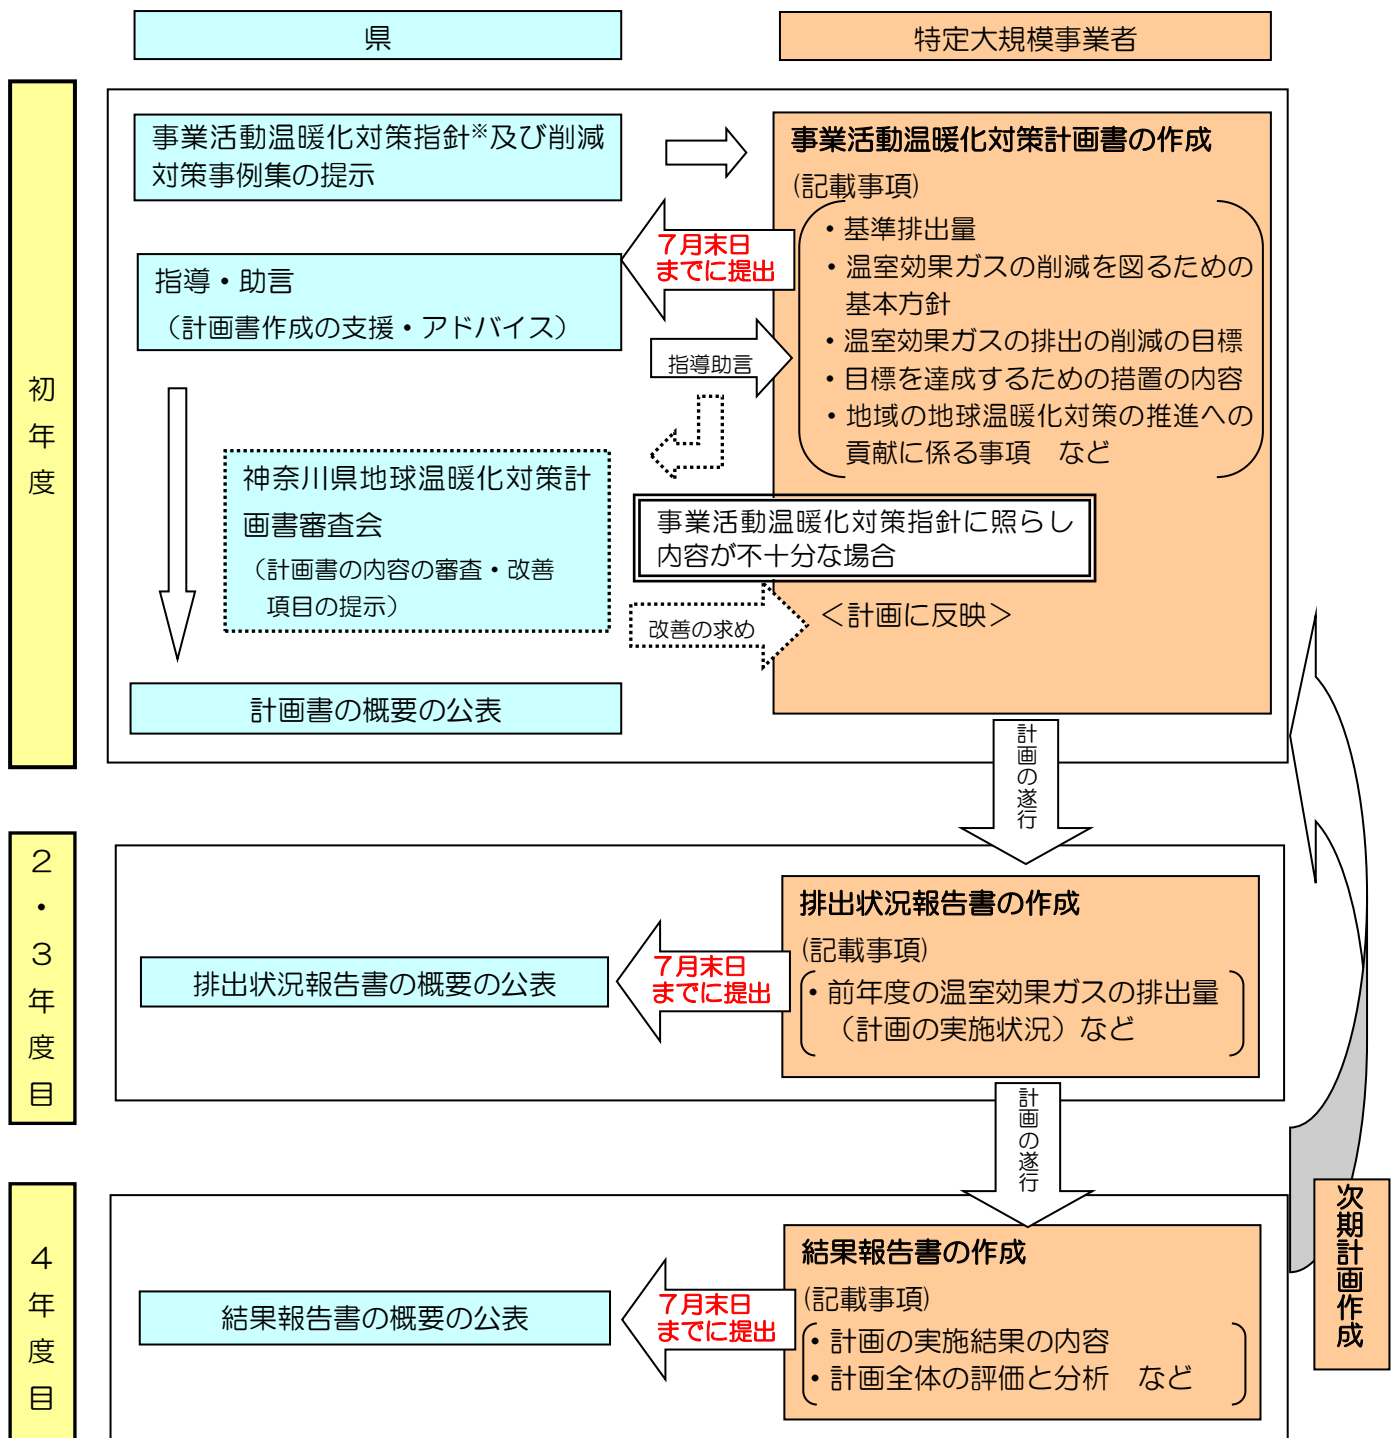 県
特定大規模事業者
初
年
度
事業活動温暖化対策指針※及び削減
対策事例集の提示
事業活動温暖化対策計画書の作成
(記載事項)
・基準排出量
・温室効果ガスの削減を図るための
基本方針
・温室効果ガスの排出の削減の目標
・目標を達成するための措置の内容
・地域の地球温暖化対策の推進への
貢献に係る事項　など
７月末日
までに提出
指導・助言
（計画書作成の支援・アドバイス）
指導助言
神奈川県地球温暖化対策計
画書審査会
（計画書の内容の審査・改善
項目の提示）
事業活動温暖化対策指針に照らし
内容が不十分な場合
改善の求め
＜計画に反映＞
計画書の概要の公表
計画の遂行
２
・
３
年
度
目
排出状況報告書の作成
(記載事項)
・前年度の温室効果ガスの排出量
（計画の実施状況）など
７月末日
までに提出
排出状況報告書の概要の公表
計画の遂行
４
年
度
目
結果報告書の作成
(記載事項)
・計画の実施結果の内容
・計画全体の評価と分析　など
７月末日
までに提出
結果報告書の概要の公表
次期計画作成